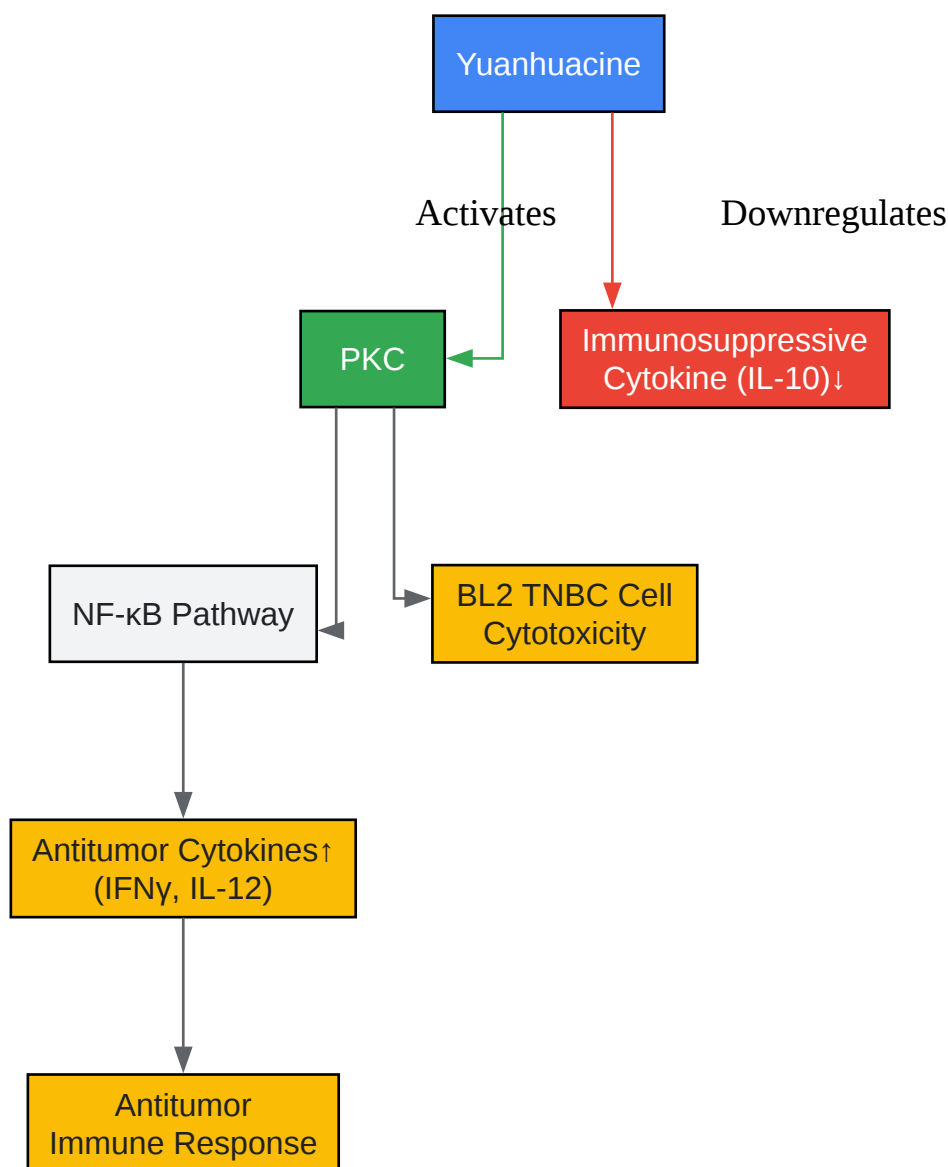 Yuanhuacine
Activates
Downregulates
PKC
Immunosuppressive
Cytokine (IL-10)↓
NF-κB Pathway
BL2 TNBC Cell
Cytotoxicity
Antitumor Cytokines↑
(IFNγ, IL-12)
Antitumor
Immune Response